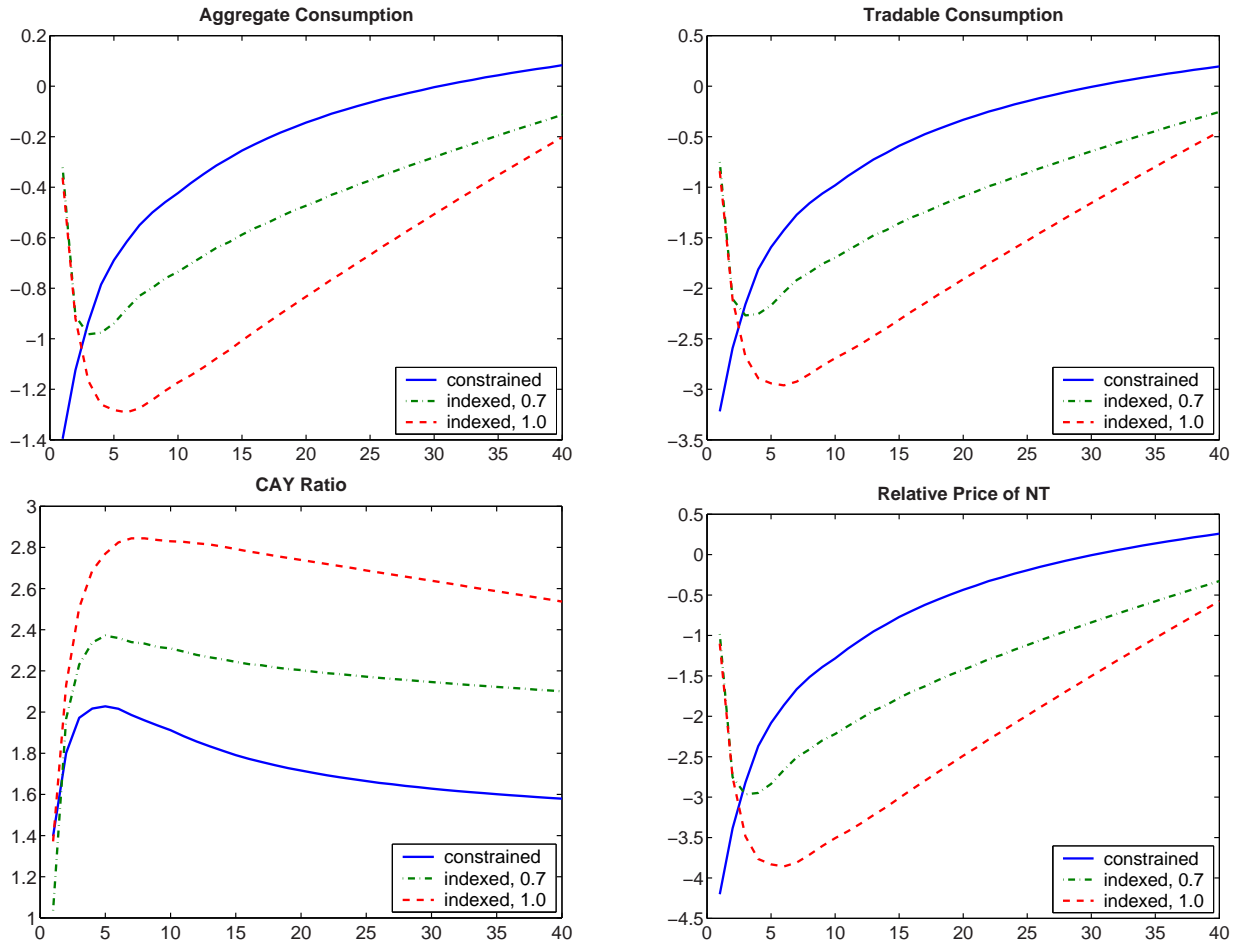 Aggregate Consumption
0.2
0
−0.2
−0.4
−0.6
−0.8
−1
−1.2
−1.4
0 5 10 15 20 25 30 35 40
constrained
indexed, 0.7
indexed, 1.0
Tradable Consumption
0.5
0
−0.5
−1
−1.5
−2
−2.5
−3
−3.5
0 5 10 15 20 25 30 35 40
constrained
indexed, 0.7
indexed, 1.0
CAY Ratio
3
2.8
2.6
2.4
2.2
2
1.8
1.6
1.4
1.2
1
0 5 10 15 20 25 30 35 40
constrained
indexed, 0.7
indexed, 1.0
Relative Price of NT
0.5
0
−0.5
−1
−1.5
−2
−2.5
−3
−3.5
−4
−4.5
0 5 10 15 20 25 30 35 40
constrained
indexed, 0.7
indexed, 1.0